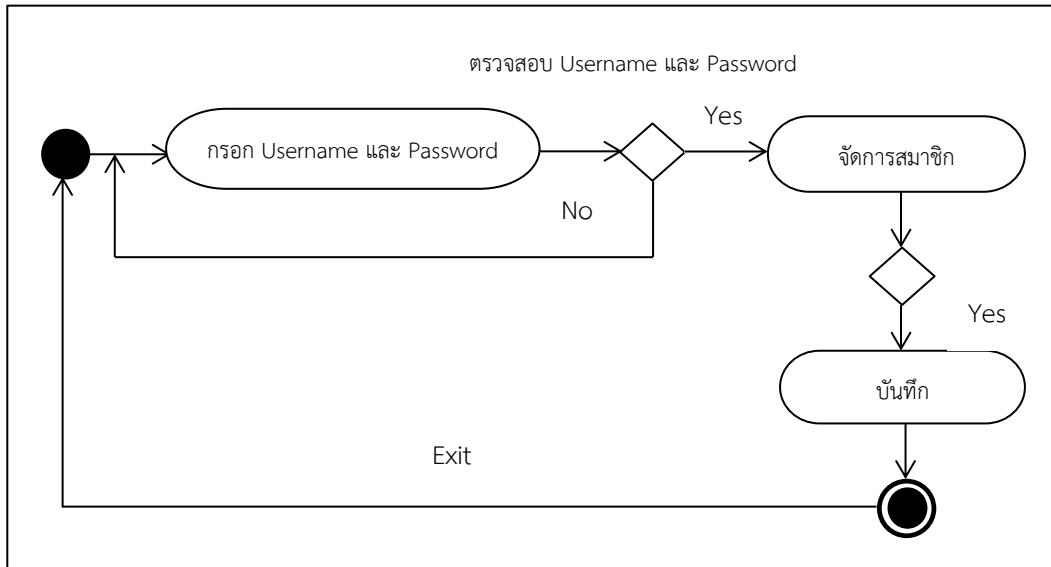 ตรวจสอบ Username และ Password
Yes
กรอก Username และ Password
จัดการสมาชิก
No
Yes
บันทึก
Exit